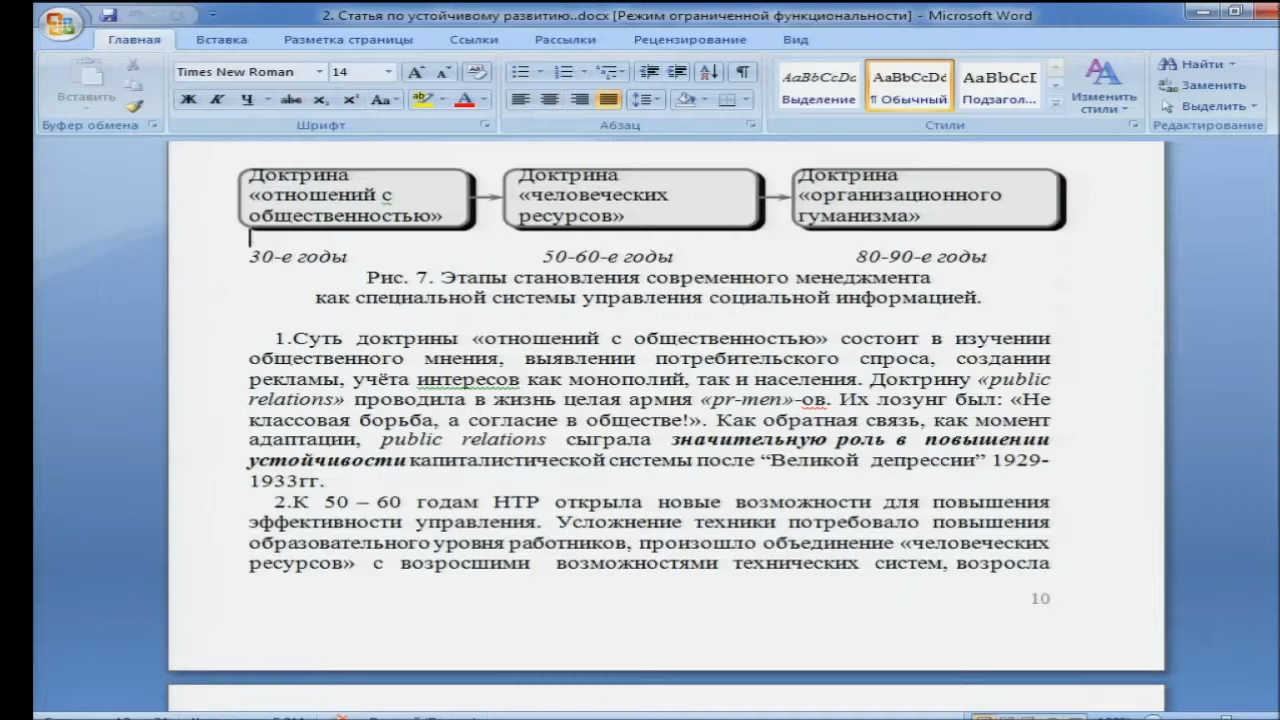 2. Статья по устойчивому развитию..docx [Режим ограниченной функциональности] - Microsoft Word
Главная Вставка Разметка страницы Ссылки Рассылки Рецензирование Вид
Вставить
Буфер обмена
Times New Roman 14
Ж К Ч abc x₂ x² Aa
Шрифт
Абзац
AaBbCcDc AaBbCcDc AaBbCcI
Выделение ¶ Обычный Подзагол...
Изменить
стили
Стили
Найти
Заменить
Выделить
Редактирование
Доктрина
«отношений с
общественностью»
Доктрина
«человеческих
ресурсов»
Доктрина
«организационного
гуманизма»
30-е годы 50-60-е годы 80-90-е годы
Рис. 7. Этапы становления современного менеджмента
как специальной системы управления социальной информацией.
1.Суть доктрины «отношений с общественностью» состоит в изучении
общественного мнения, выявлении потребительского спроса, создании
рекламы, учёта интересов как монополий, так и населения. Доктрину «public
relations» проводила в жизнь целая армия «pr-men»-ов. Их лозунг был: «Не
классовая борьба, а согласие в обществе!». Как обратная связь, как момент
адаптации, public relations сыграла значительную роль в повышении
устойчивости капиталистической системы после “Великой депрессии” 1929-
1933гг.
2.К 50 – 60 годам НТР открыла новые возможности для повышения
эффективности управления. Усложнение техники потребовало повышения
образовательного уровня работников, произошло объединение «человеческих
ресурсов» с возросшими возможностями технических систем, возросла
10